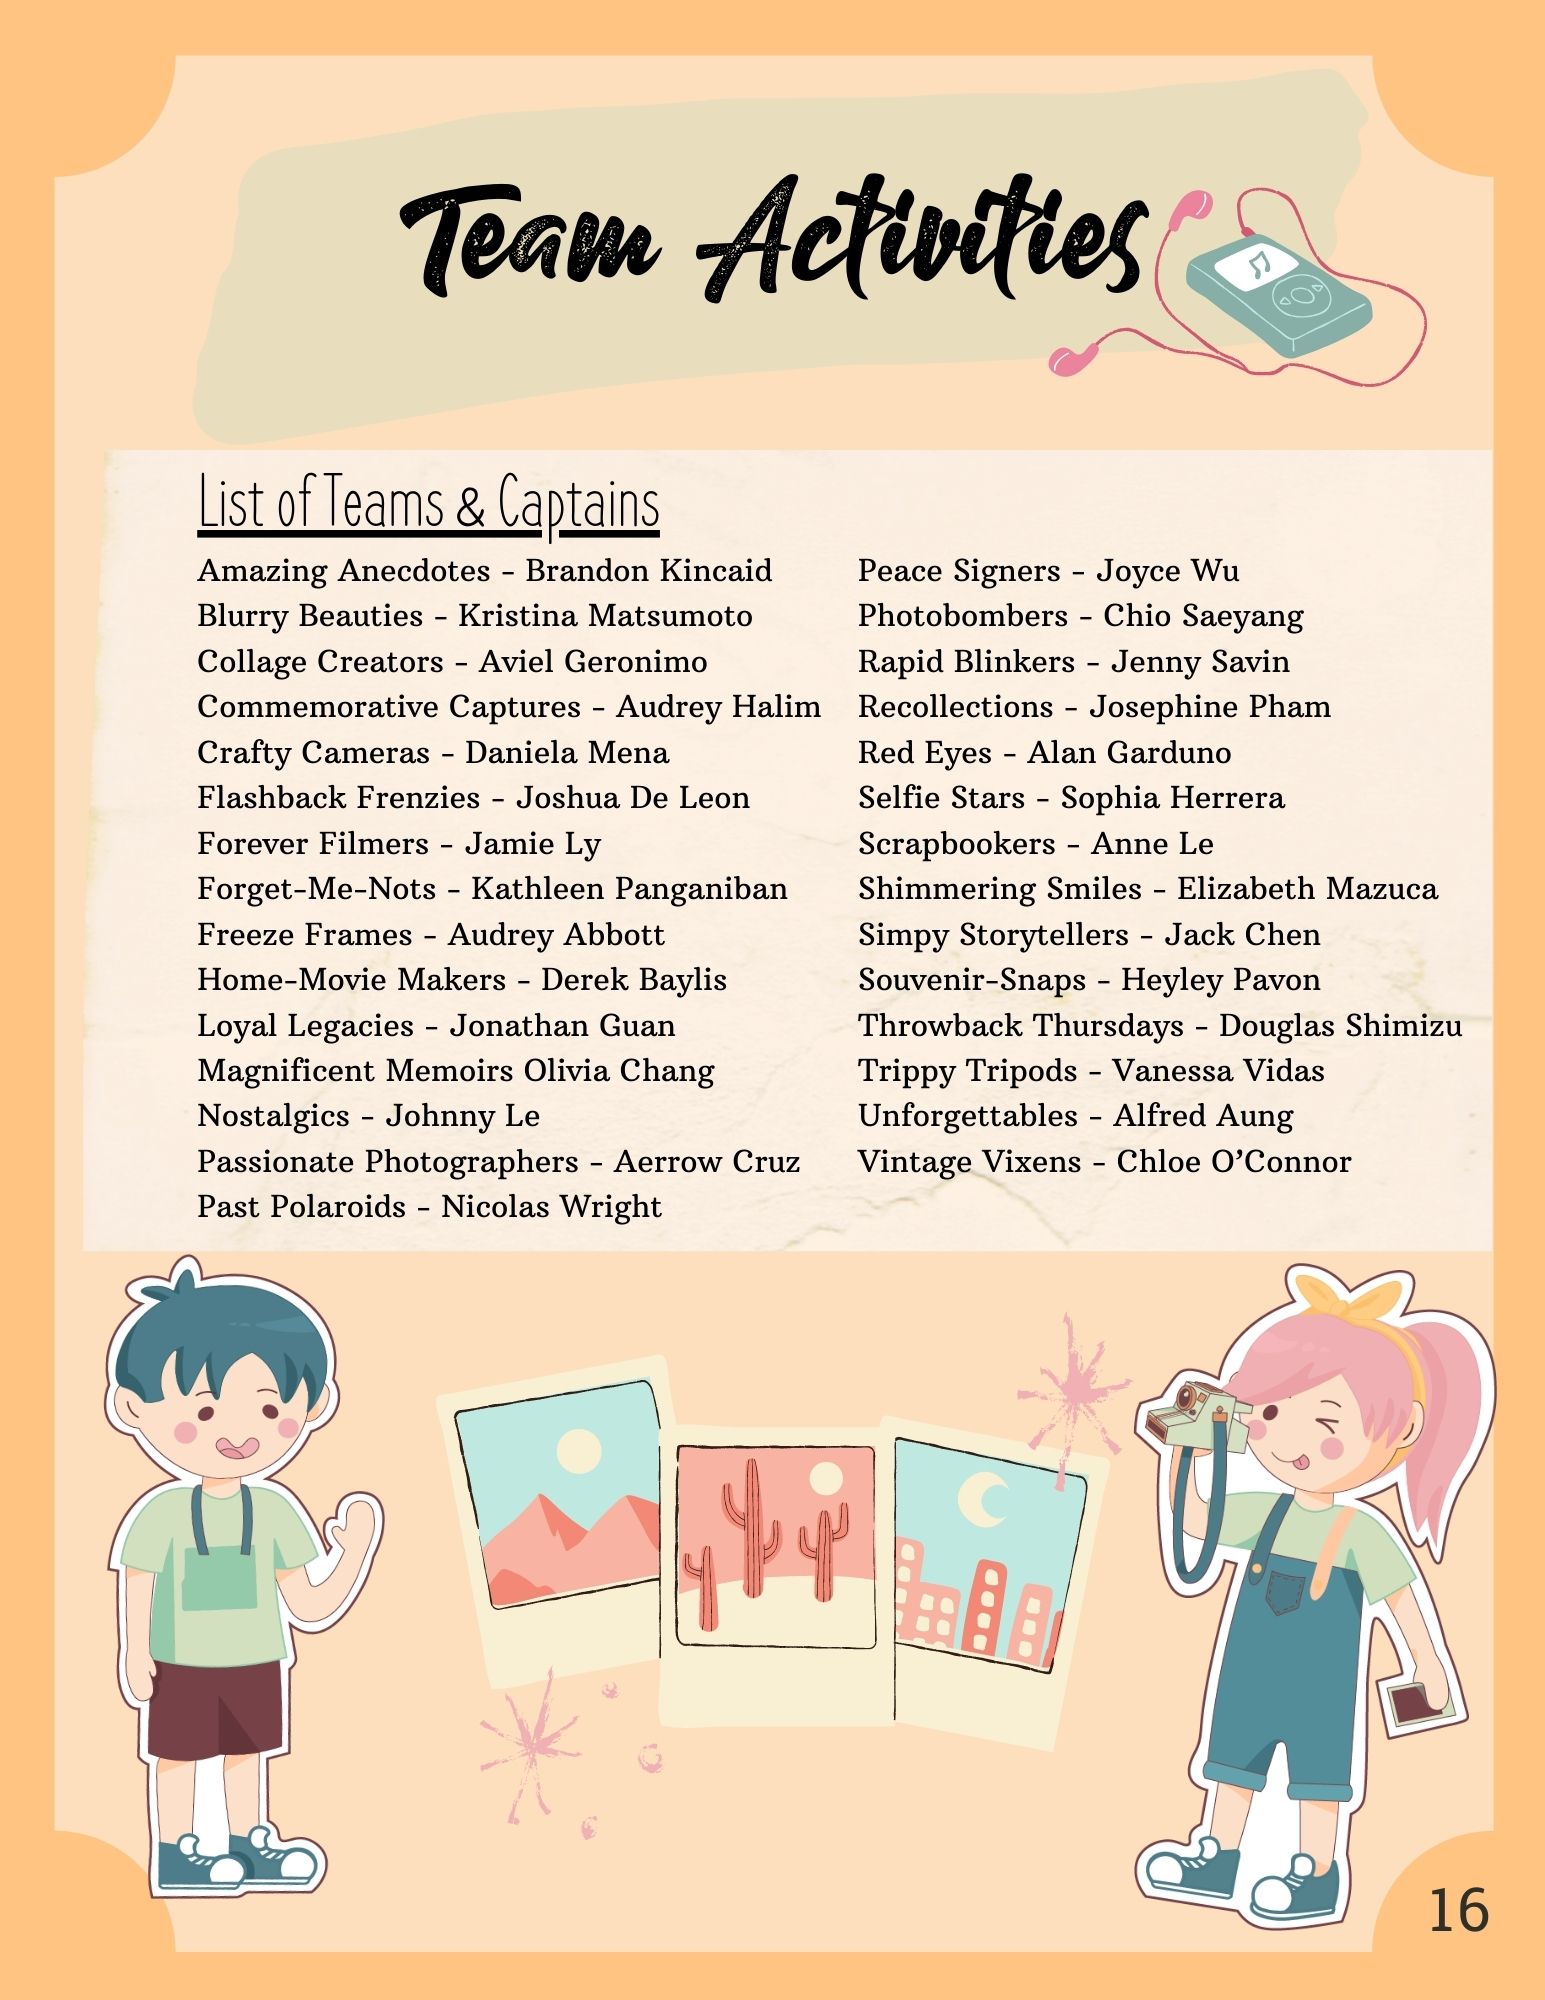 Team Activities
List of Teams & Captains
Amazing Anecdotes - Brandon Kincaid
Blurry Beauties - Kristina Matsumoto
Collage Creators - Aviel Geronimo
Commemorative Captures - Audrey Halim
Crafty Cameras - Daniela Mena
Flashback Frenzies - Joshua De Leon
Forever Filmers - Jamie Ly
Forget-Me-Nots - Kathleen Panganiban
Freeze Frames - Audrey Abbott
Home-Movie Makers - Derek Baylis
Loyal Legacies - Jonathan Guan
Magnificent Memoirs Olivia Chang
Nostalgics - Johnny Le
Passionate Photographers - Aerrow Cruz
Past Polaroids - Nicolas Wright
Peace Signers - Joyce Wu
Photobombers - Chio Saeyang
Rapid Blinkers - Jenny Savin
Recollections - Josephine Pham
Red Eyes - Alan Garduno
Selfie Stars - Sophia Herrera
Scrapbookers - Anne Le
Shimmering Smiles - Elizabeth Mazuca
Simpy Storytellers - Jack Chen
Souvenir-Snaps - Heyley Pavon
Throwback Thursdays - Douglas Shimizu
Trippy Tripods - Vanessa Vidas
Unforgettables - Alfred Aung
Vintage Vixens - Chloe O’Connor
16